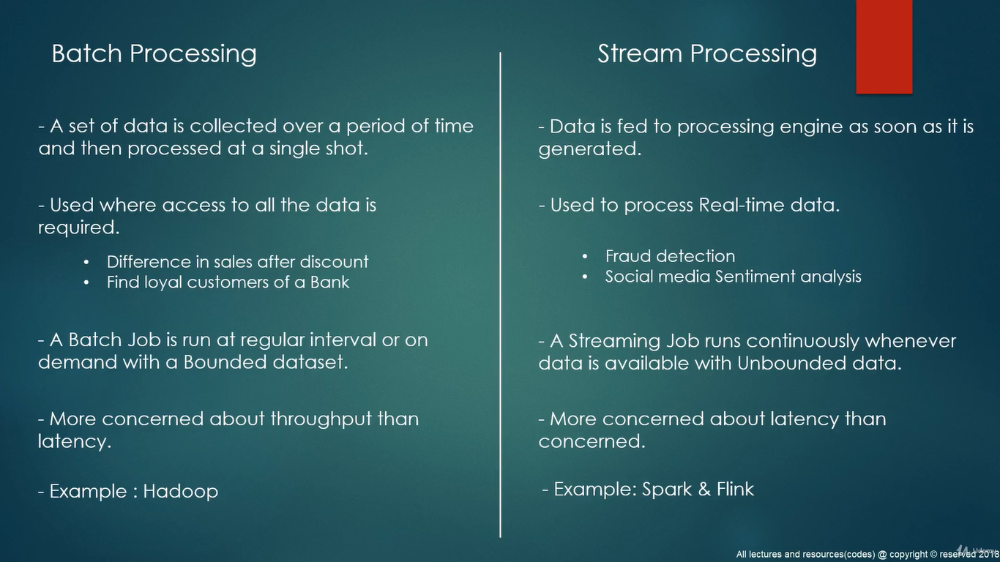 Batch Processing
- A set of data is collected over a period of time
and then processed at a single shot.
- Used where access to all the data is
required.
• Difference in sales after discount
• Find loyal customers of a Bank
- A Batch Job is run at regular interval or on
demand with a Bounded dataset.
- More concerned about throughput than
latency.
- Example : Hadoop
Stream Processing
- Data is fed to processing engine as soon as it is
generated.
- Used to process Real-time data.
• Fraud detection
• Social media Sentiment analysis
- A Streaming Job runs continuously whenever
data is available with Unbounded data.
- More concerned about latency than
concerned.
- Example: Spark & Flink
All lectures and resources(codes) @ copyright © reserved 2018
Udemy